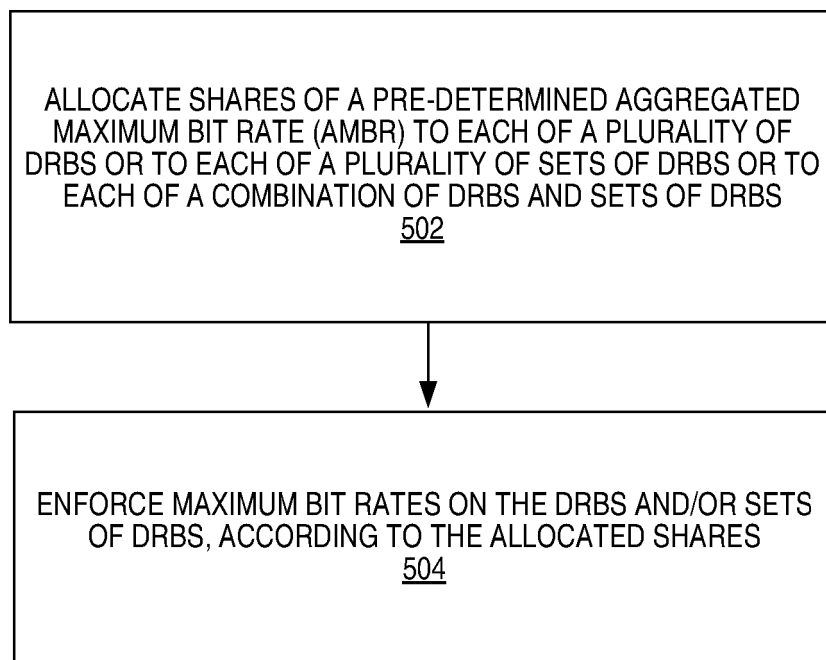 ALLOCATE SHARES OF A PRE-DETERMINED AGGREGATED
MAXIMUM BIT RATE (AMBR) TO EACH OF A PLURALITY OF
DRBS OR TO EACH OF A PLURALITY OF SETS OF DRBS OR TO
EACH OF A COMBINATION OF DRBS AND SETS OF DRBS
502
ENFORCE MAXIMUM BIT RATES ON THE DRBS AND/OR SETS
OF DRBS, ACCORDING TO THE ALLOCATED SHARES
504